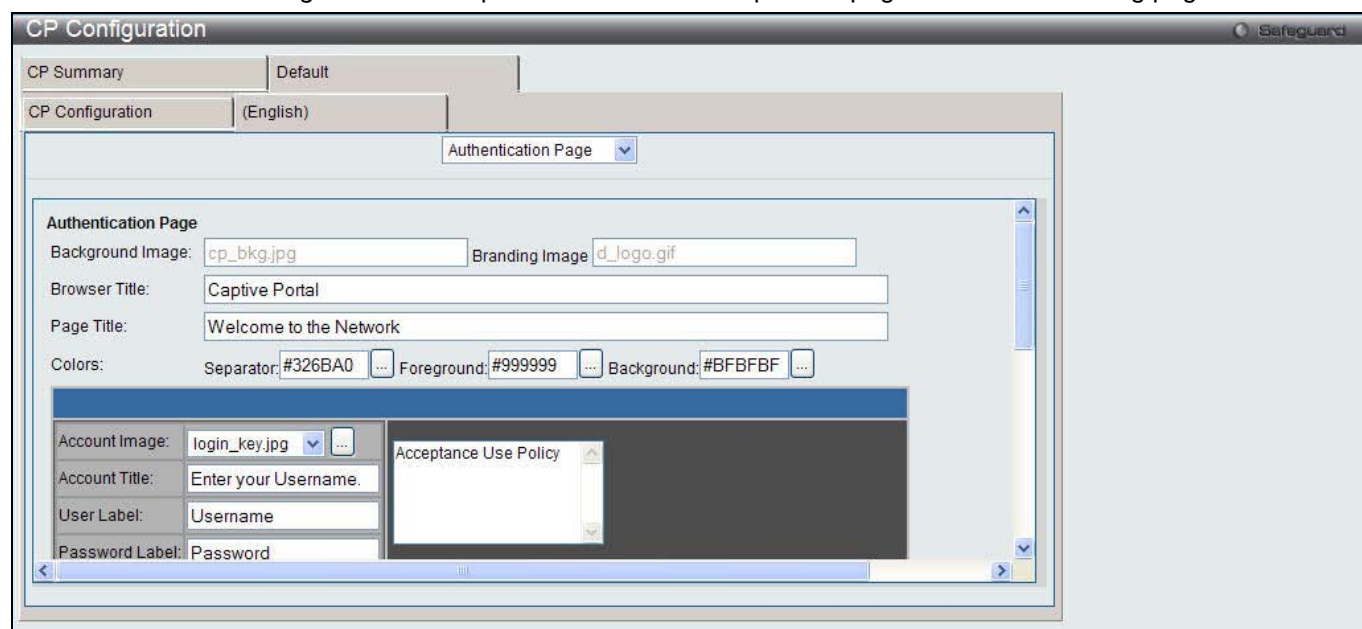 CP Configuration Safeguard
CP Summary Default
CP Configuration (English)
Authentication Page
Authentication Page
Background Image: cp_bkg.jpg Branding Image d_logo.gif
Browser Title: Captive Portal
Page Title: Welcome to the Network
Colors: Separator: #326BA0 ... Foreground: #999999 ... Background: #BFBFBF ...
Account Image: login_key.jpg ... Acceptance Use Policy
Account Title: Enter your Username.
User Label: Username
Password Label: Password